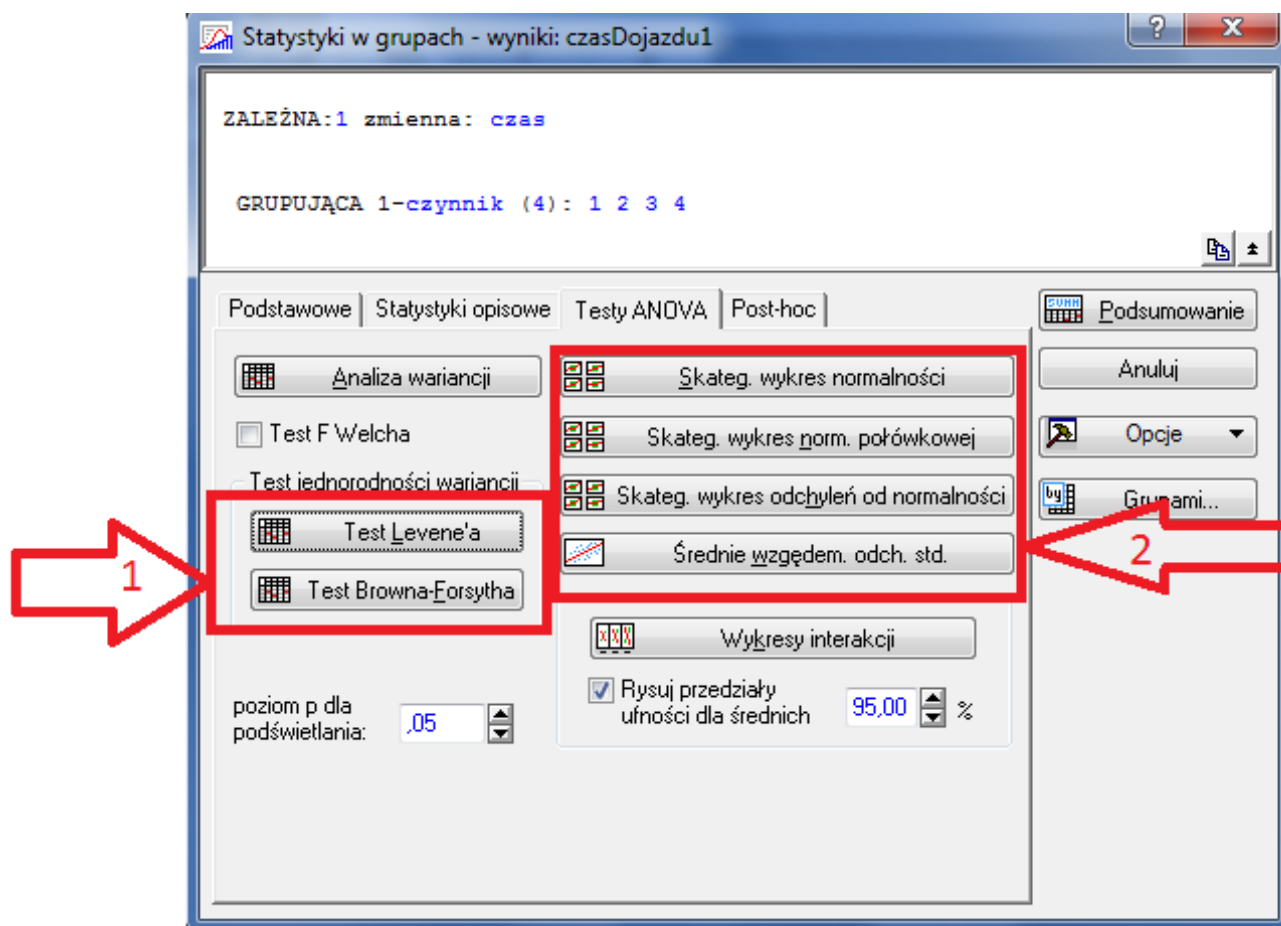 Statystyki w grupach - wyniki: czasDojazdu1
ZALEŻNA:1 zmienna: czas
GRUPUJĄCA 1-czynnik (4): 1 2 3 4
Podstawowe Statystyki opisowe Testy ANOVA Post-hoc
Podsumowanie
Anuluj
Opcje
Grupami...
Analiza wariancji
Test F Welcha
Test jednorodności wariancji
Test Levene'a
Test Browna-Forsytha
1
poziom p dla
podświetlania:
,05
Skateg. wykres normalności
Skateg. wykres norm. połówkowej
Skateg. wykres odchyleń od normalności
Średnie wzgędem. odch. std.
2
Wykresy interakcji
Rysuj przedziały
ufności dla średnich
95,00 %